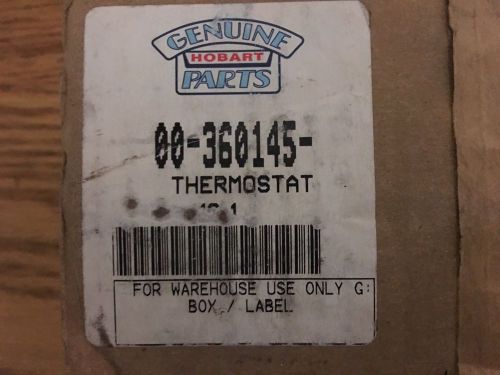 GENUINE
HOBART
PARTS
00-360145-
THERMOSTAT
FOR WAREHOUSE USE ONLY G:
BOX / LABEL